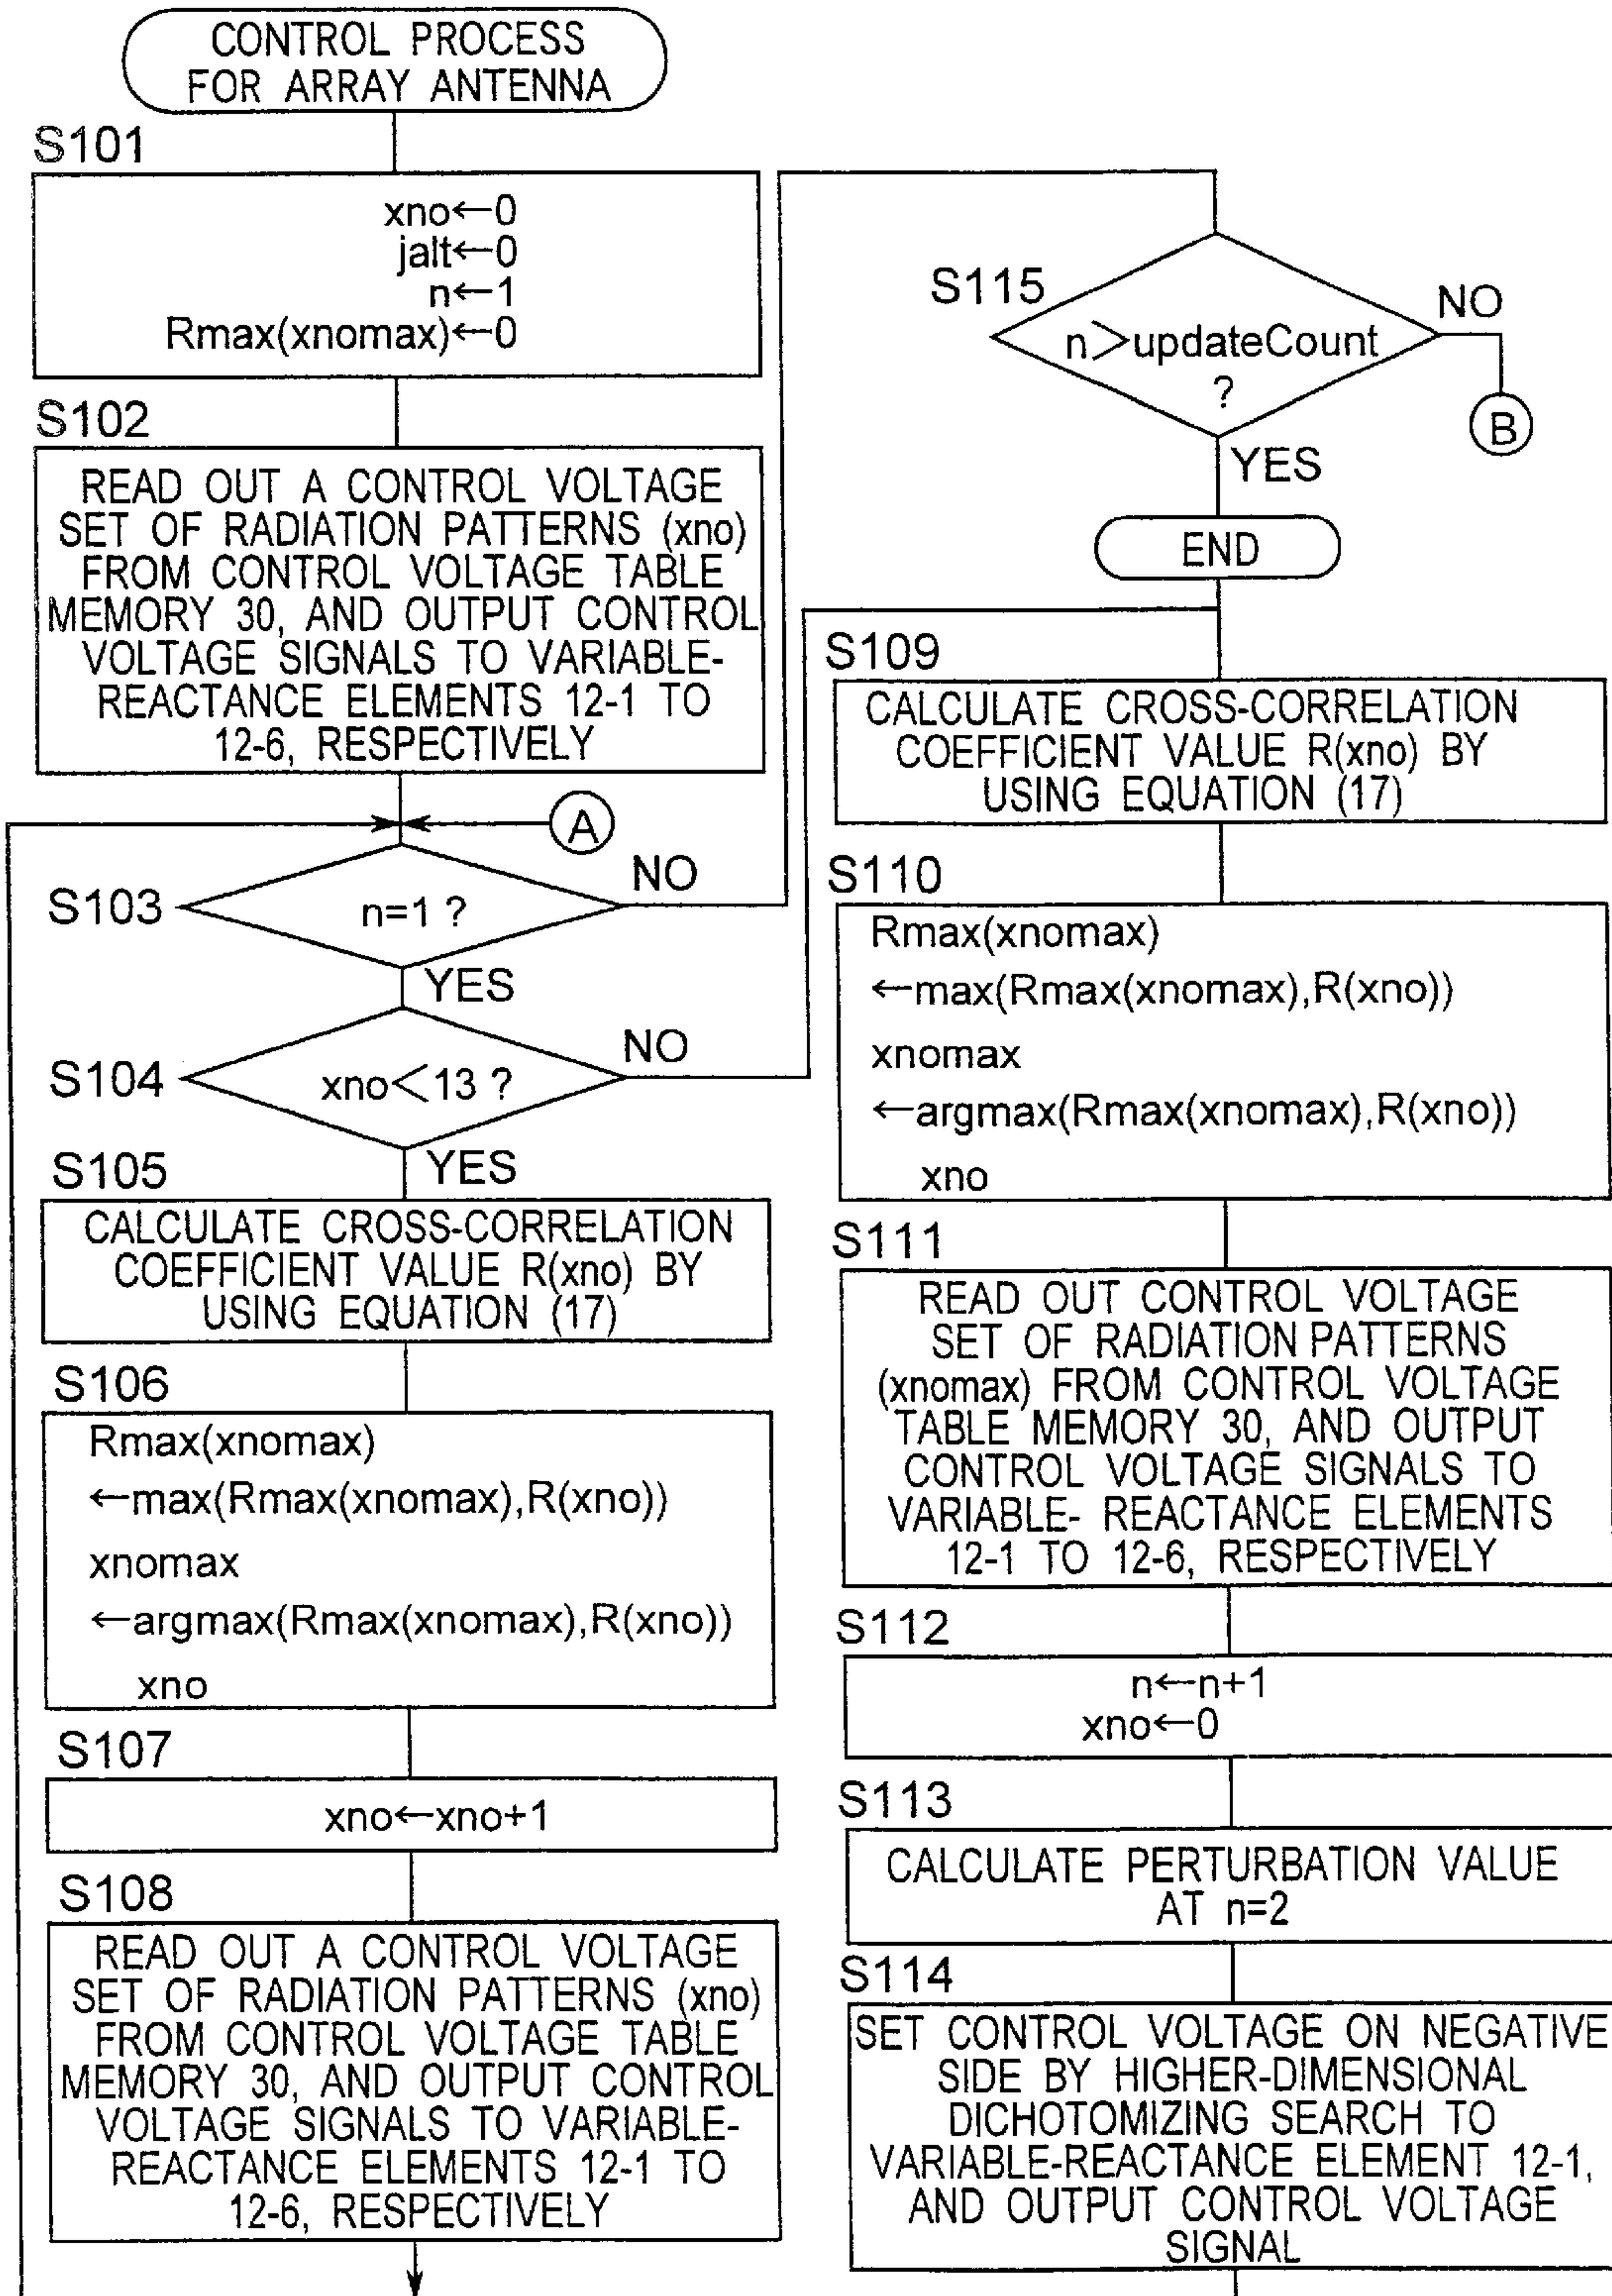 CONTROL PROCESS
FOR ARRAY ANTENNA
S101
xno←0
jalt←0
n←1
Rmax(xnomax)←0
S102
READ OUT A CONTROL VOLTAGE
SET OF RADIATION PATTERNS (xno)
FROM CONTROL VOLTAGE TABLE
MEMORY 30, AND OUTPUT CONTROL
VOLTAGE SIGNALS TO VARIABLE-
REACTANCE ELEMENTS 12-1 TO
12-6, RESPECTIVELY
A
S103
n=1 ?
NO
YES
S104
xno<13 ?
NO
YES
S105
CALCULATE CROSS-CORRELATION
COEFFICIENT VALUE R(xno) BY
USING EQUATION (17)
S106
Rmax(xnomax)
←max(Rmax(xnomax),R(xno))
xnomax
←argmax(Rmax(xnomax),R(xno))
xno
S107
xno←xno+1
S108
READ OUT A CONTROL VOLTAGE
SET OF RADIATION PATTERNS (xno)
FROM CONTROL VOLTAGE TABLE
MEMORY 30, AND OUTPUT CONTROL
VOLTAGE SIGNALS TO VARIABLE-
REACTANCE ELEMENTS 12-1 TO
12-6, RESPECTIVELY
S115
n>updateCount
?
NO
B
YES
END
S109
CALCULATE CROSS-CORRELATION
COEFFICIENT VALUE R(xno) BY
USING EQUATION (17)
S110
Rmax(xnomax)
←max(Rmax(xnomax),R(xno))
xnomax
←argmax(Rmax(xnomax),R(xno))
xno
S111
READ OUT CONTROL VOLTAGE
SET OF RADIATION PATTERNS
(xnomax) FROM CONTROL VOLTAGE
TABLE MEMORY 30, AND OUTPUT
CONTROL VOLTAGE SIGNALS TO
VARIABLE- REACTANCE ELEMENTS
12-1 TO 12-6, RESPECTIVELY
S112
n←n+1
xno←0
S113
CALCULATE PERTURBATION VALUE
AT n=2
S114
SET CONTROL VOLTAGE ON NEGATIVE
SIDE BY HIGHER-DIMENSIONAL
DICHOTOMIZING SEARCH TO
VARIABLE-REACTANCE ELEMENT 12-1,
AND OUTPUT CONTROL VOLTAGE
SIGNAL